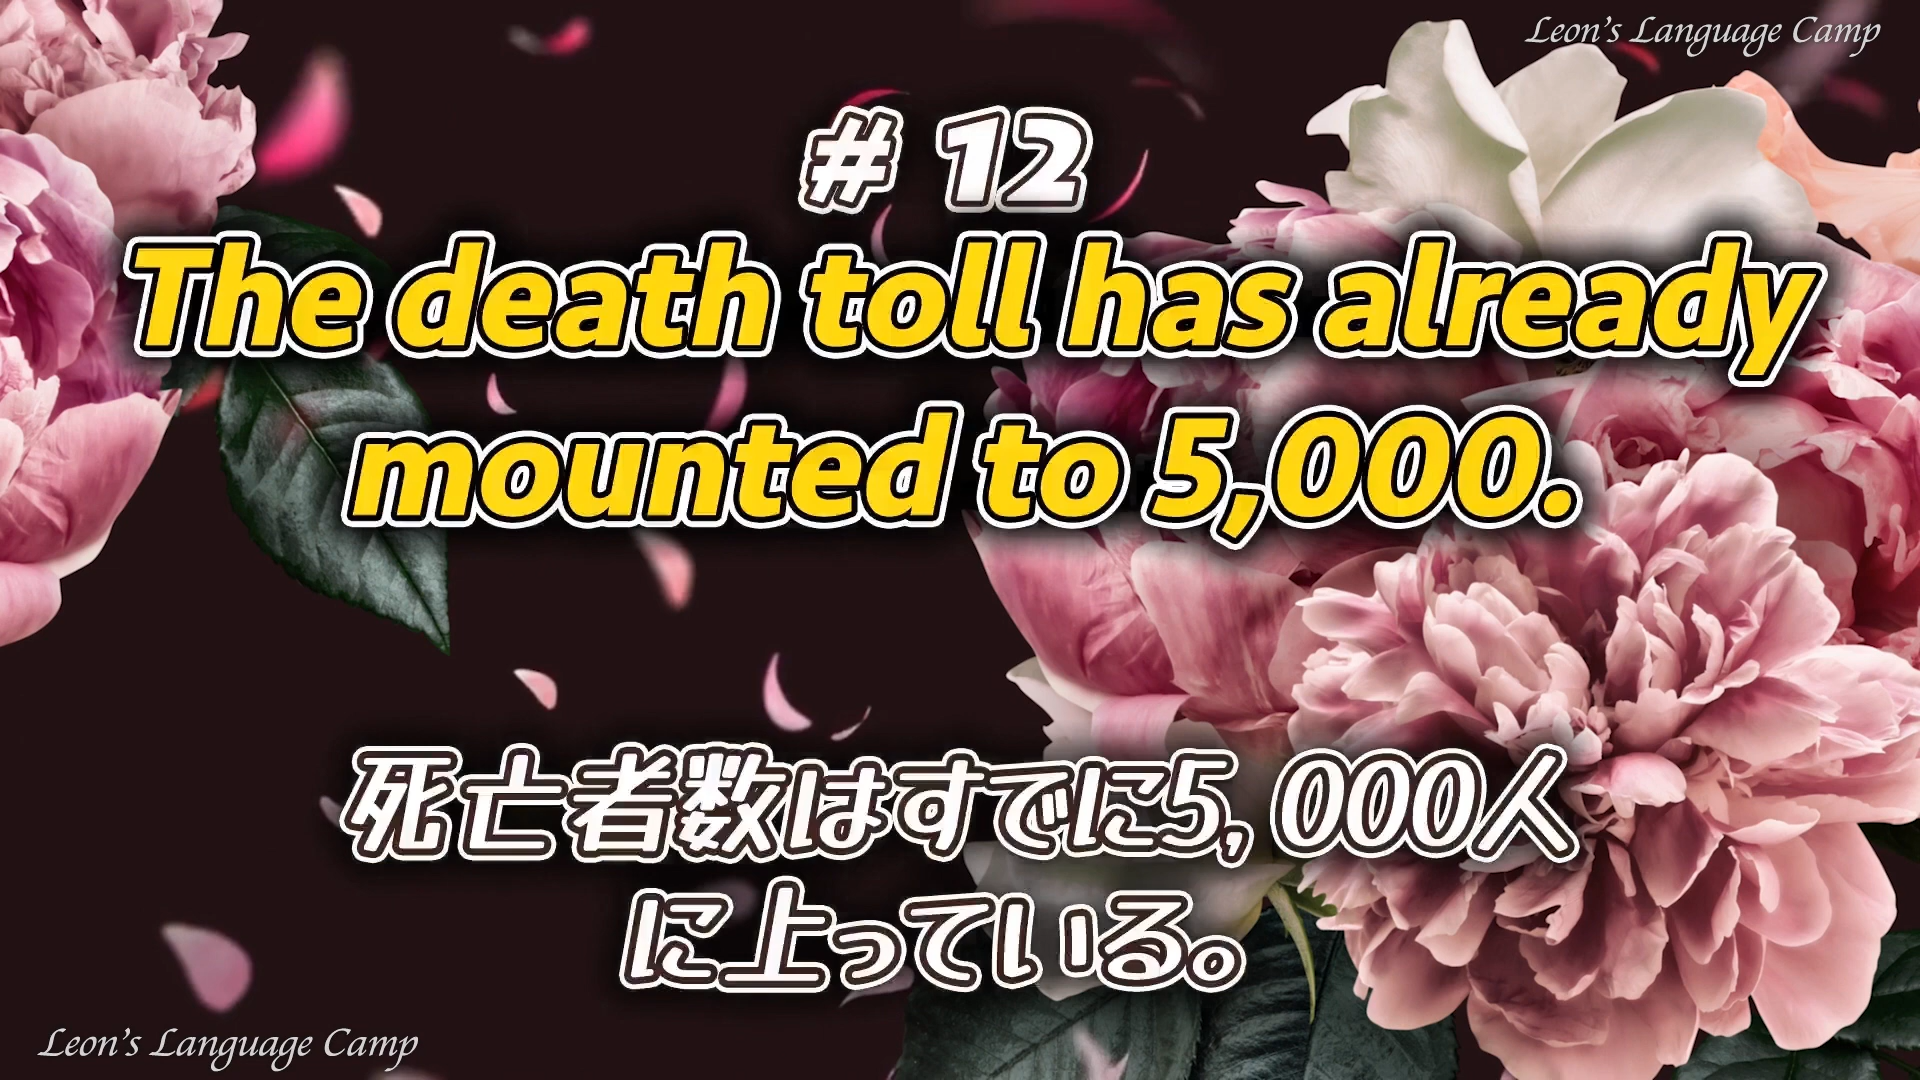 Leon's Language Camp
# 12
The death toll has already
mounted to 5,000.
死亡者数はすでに5,000人
に上っている。
Leon's Language Camp